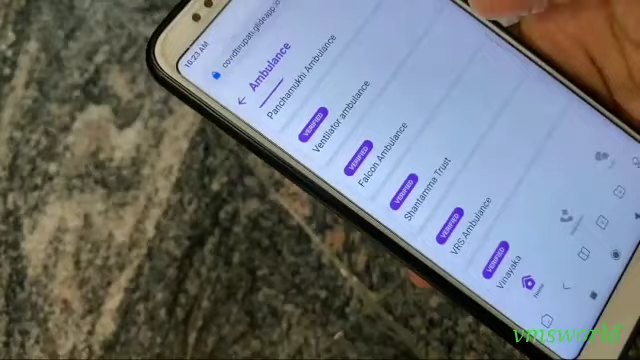 10:23 AM
covidtirupati.glideapp.io
Ambulance
Panchamukhi Ambulance
VERIFIED
Ventilator ambulance
VERIFIED
Falcon Ambulance
VERIFIED
Shantamma Trust
VERIFIED
VRS Ambulance
VERIFIED
Vinayaka
Home
vmsworld